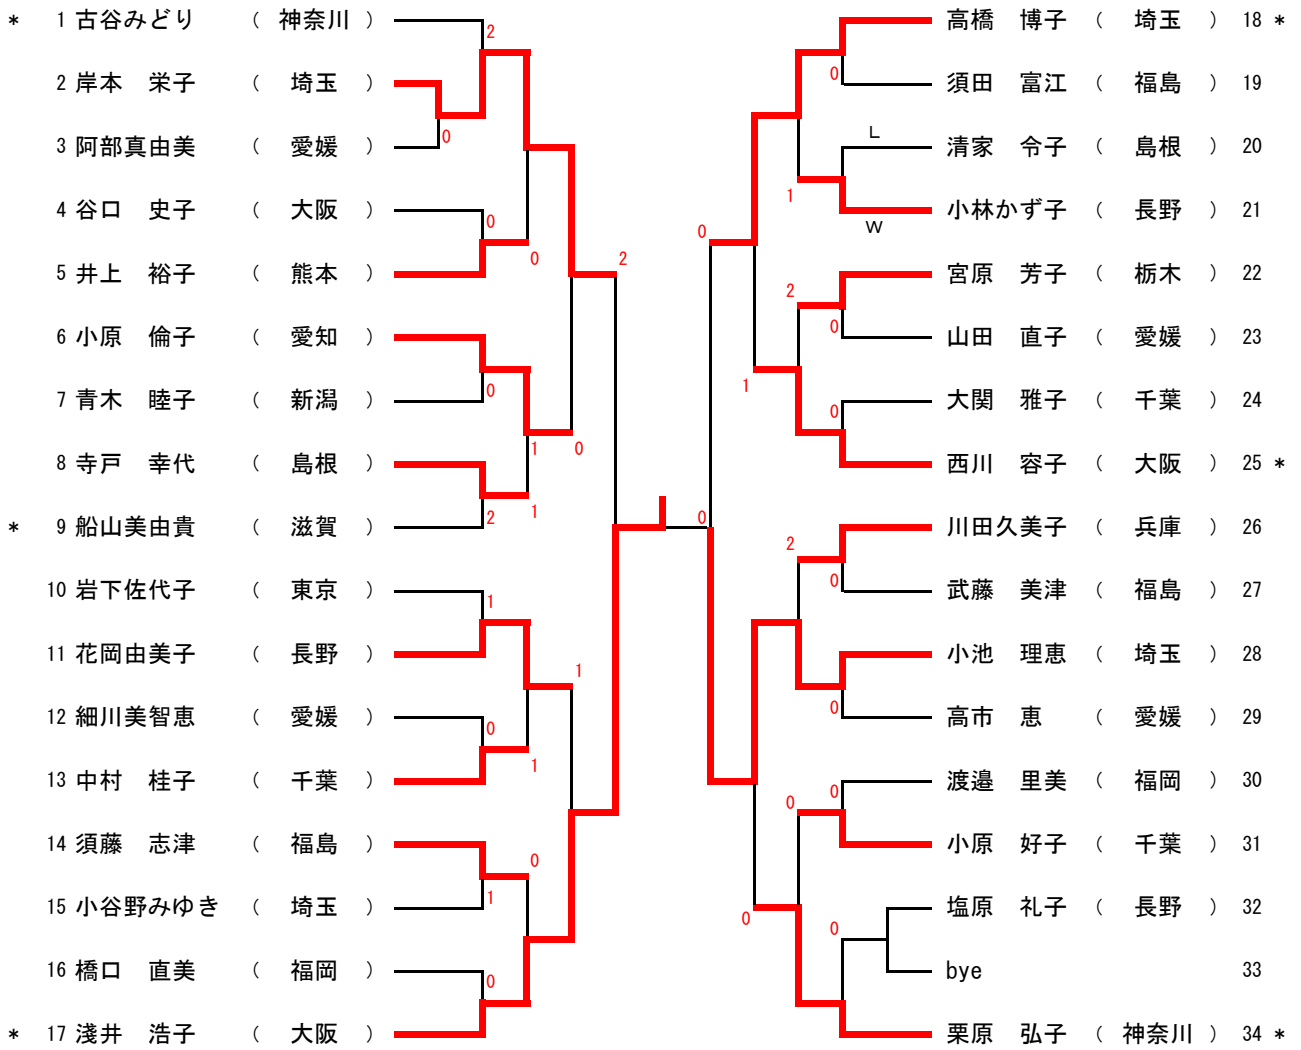 * 1 古谷みどり ( 神奈川 )
2 岸本 栄子 ( 埼玉 )
3 阿部真由美 ( 愛媛 )
4 谷口 史子 ( 大阪 )
5 井上 裕子 ( 熊本 )
6 小原 倫子 ( 愛知 )
7 青木 睦子 ( 新潟 )
8 寺戸 幸代 ( 島根 )
* 9 船山美由貴 ( 滋賀 )
10 岩下佐代子 ( 東京 )
11 花岡由美子 ( 長野 )
12 細川美智恵 ( 愛媛 )
13 中村 桂子 ( 千葉 )
14 須藤 志津 ( 福島 )
15 小谷野みゆき ( 埼玉 )
16 橋口 直美 ( 福岡 )
* 17 淺井 浩子 ( 大阪 )
2
0
0
0
0
1
0
2
1
2
1
0
1
1
0
1
0
0
0
L
1
W
0
2
0
1
0
2
0
0
0
0
0
0
高橋 博子 ( 埼玉 ) 18 *
須田 富江 ( 福島 ) 19
清家 令子 ( 島根 ) 20
小林かず子 ( 長野 ) 21
宮原 芳子 ( 栃木 ) 22
山田 直子 ( 愛媛 ) 23
大関 雅子 ( 千葉 ) 24
西川 容子 ( 大阪 ) 25 *
川田久美子 ( 兵庫 ) 26
武藤 美津 ( 福島 ) 27
小池 理恵 ( 埼玉 ) 28
高市 恵 ( 愛媛 ) 29
渡邉 里美 ( 福岡 ) 30
小原 好子 ( 千葉 ) 31
塩原 礼子 ( 長野 ) 32
bye 33
栗原 弘子 ( 神奈川 ) 34 *